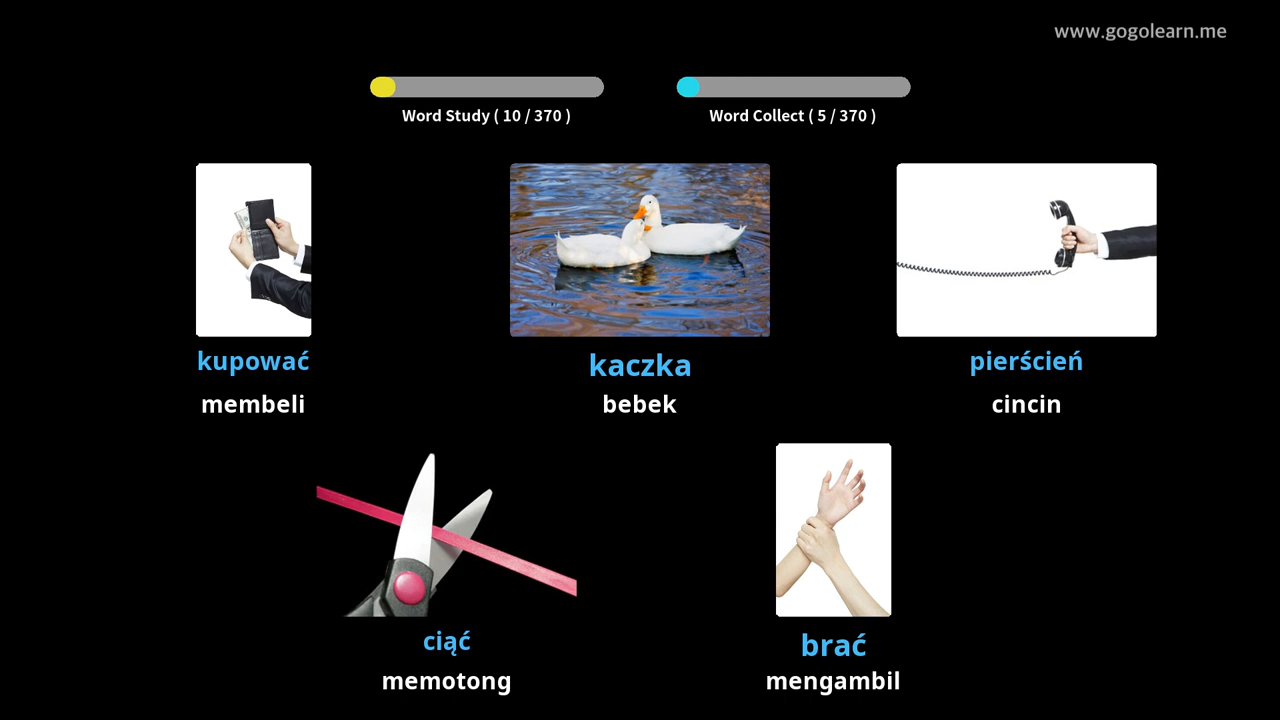 www.gogolearn.me
Word Study ( 10 / 370 )
Word Collect ( 5 / 370 )
kupować
membeli
kaczka
bebek
pierścień
cincin
ciąć
memotong
brać
mengambil